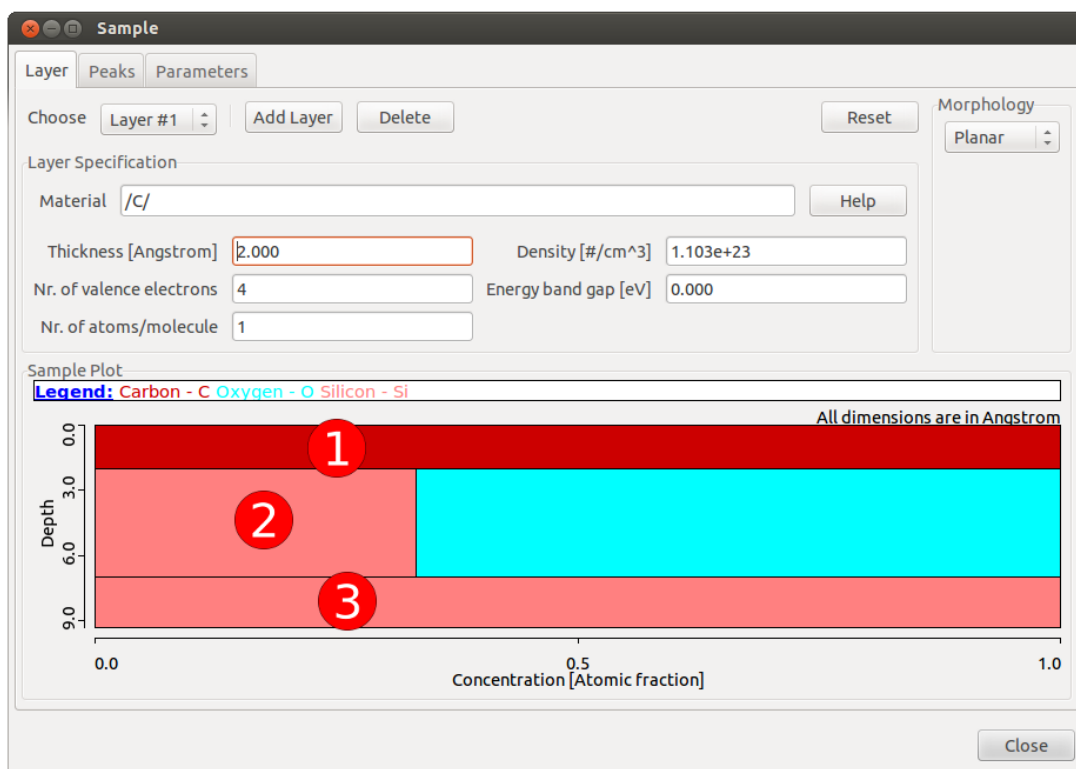 Sample
Layer Peaks Parameters
Choose Layer #1 Add Layer Delete Reset
Morphology
Planar
Layer Specification
Material /C/ Help
Thickness [Angstrom] 2.000 Density [#/cm^3] 1.103e+23
Nr. of valence electrons 4 Energy band gap [eV] 0.000
Nr. of atoms/molecule 1
Sample Plot
Legend: Carbon - C Oxygen - O Silicon - Si
All dimensions are in Angstrom
0.0
3.0
6.0
9.0
Depth
1
2
3
0.0 0.5 1.0
Concentration [Atomic fraction]
Close